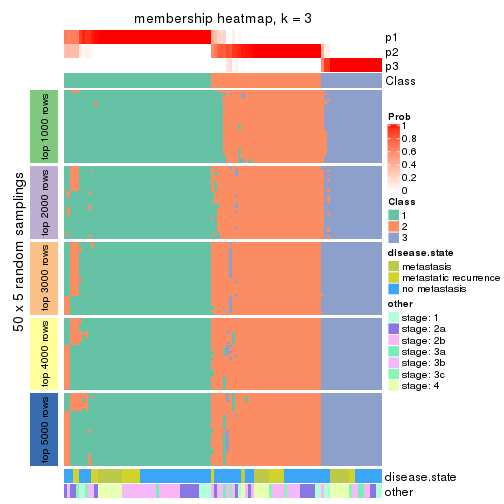 membership heatmap, k = 3
p1
p2
p3
Class
50 x 5 random samplings
top 1000 rows
top 2000 rows
top 3000 rows
top 4000 rows
top 5000 rows
disease.state
other
Prob
1
0.8
0.6
0.4
0.2
0
Class
1
2
3
disease.state
metastasis
metastatic recurrence
no metastasis
other
stage: 1
stage: 2a
stage: 2b
stage: 3a
stage: 3b
stage: 3c
stage: 4